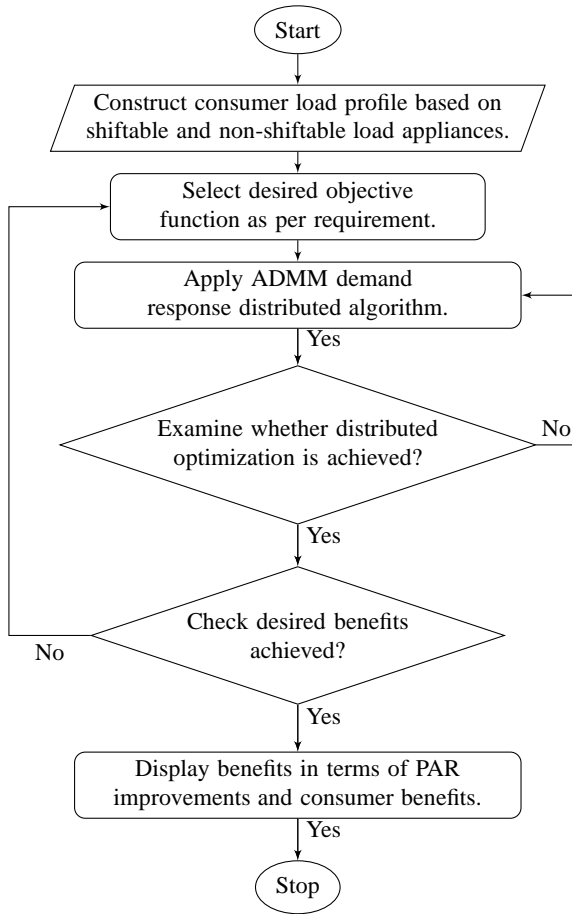 Start
Construct consumer load profile based on
shiftable and non-shiftable load appliances.
Select desired objective
function as per requirement.
Apply ADMM demand
response distributed algorithm.
Yes
Examine whether distributed
optimization is achieved?
No
Yes
Check desired benefits
achieved?
No
Yes
Display benefits in terms of PAR
improvements and consumer benefits.
Yes
Stop